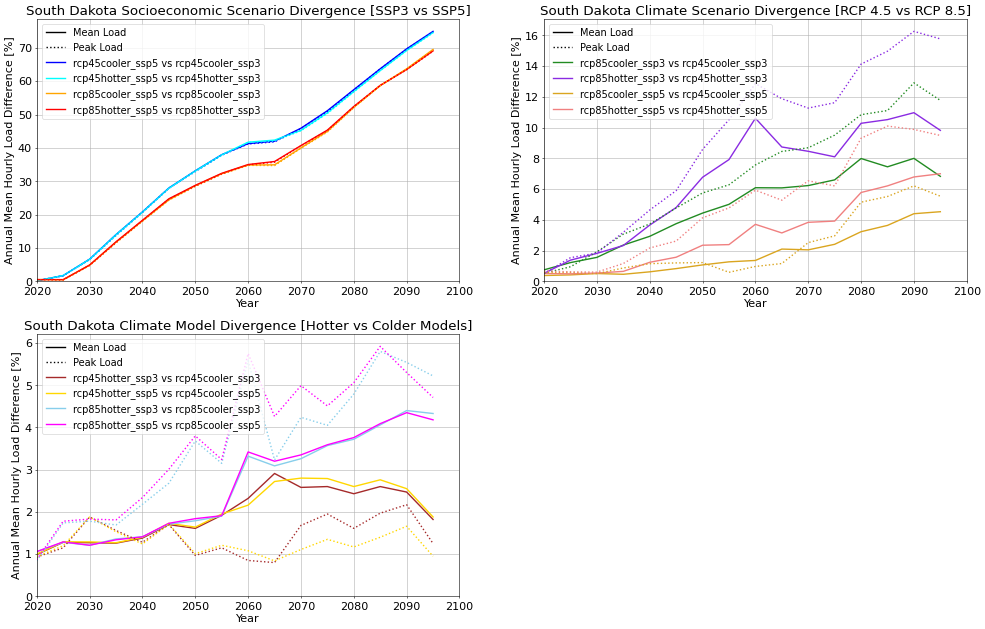 South Dakota Socioeconomic Scenario Divergence [SSP3 vs SSP5]
Annual Mean Hourly Load Difference [%]
70
60
50
40
30
20
10
0
Mean Load
Peak Load
rcp45cooler_ssp5 vs rcp45cooler_ssp3
rcp45hotter_ssp5 vs rcp45hotter_ssp3
rcp85cooler_ssp5 vs rcp85cooler_ssp3
rcp85hotter_ssp5 vs rcp85hotter_ssp3
2020 2030 2040 2050 2060 2070 2080 2090 2100
Year
South Dakota Climate Scenario Divergence [RCP 4.5 vs RCP 8.5]
Annual Mean Hourly Load Difference [%]
16
14
12
10
8
6
4
2
0
Mean Load
Peak Load
rcp85cooler_ssp3 vs rcp45cooler_ssp3
rcp85hotter_ssp3 vs rcp45hotter_ssp3
rcp85cooler_ssp5 vs rcp45cooler_ssp5
rcp85hotter_ssp5 vs rcp45hotter_ssp5
2020 2030 2040 2050 2060 2070 2080 2090 2100
Year
South Dakota Climate Model Divergence [Hotter vs Colder Models]
Annual Mean Hourly Load Difference [%]
6
5
4
3
2
1
0
Mean Load
Peak Load
rcp45hotter_ssp3 vs rcp45cooler_ssp3
rcp45hotter_ssp5 vs rcp45cooler_ssp5
rcp85hotter_ssp3 vs rcp85cooler_ssp3
rcp85hotter_ssp5 vs rcp85cooler_ssp5
2020 2030 2040 2050 2060 2070 2080 2090 2100
Year